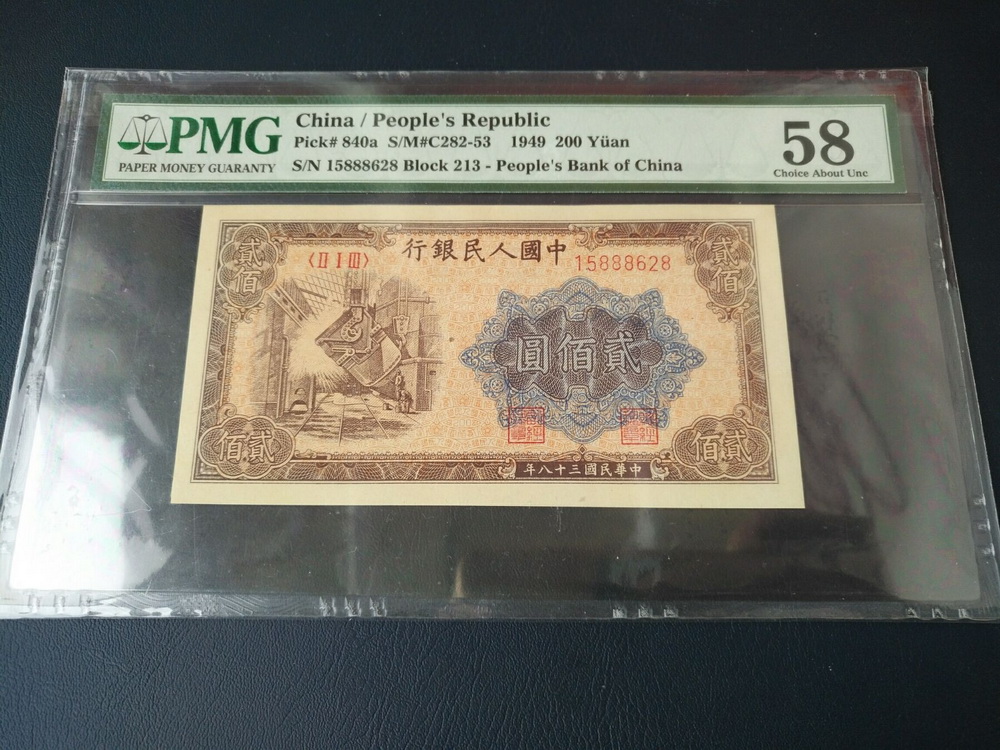 PMG
PAPER MONEY GUARANTY
China / People's Republic
Pick# 840a S/M#C282-53 1949 200 Yüan
S/N 15888628 Block 213 - People's Bank of China
58
Choice About Unc
行銀民人國中
〈II I III〉
15888628
貳佰
貳佰
圓佰貳
佰貳
佰貳
年八十三國民華中